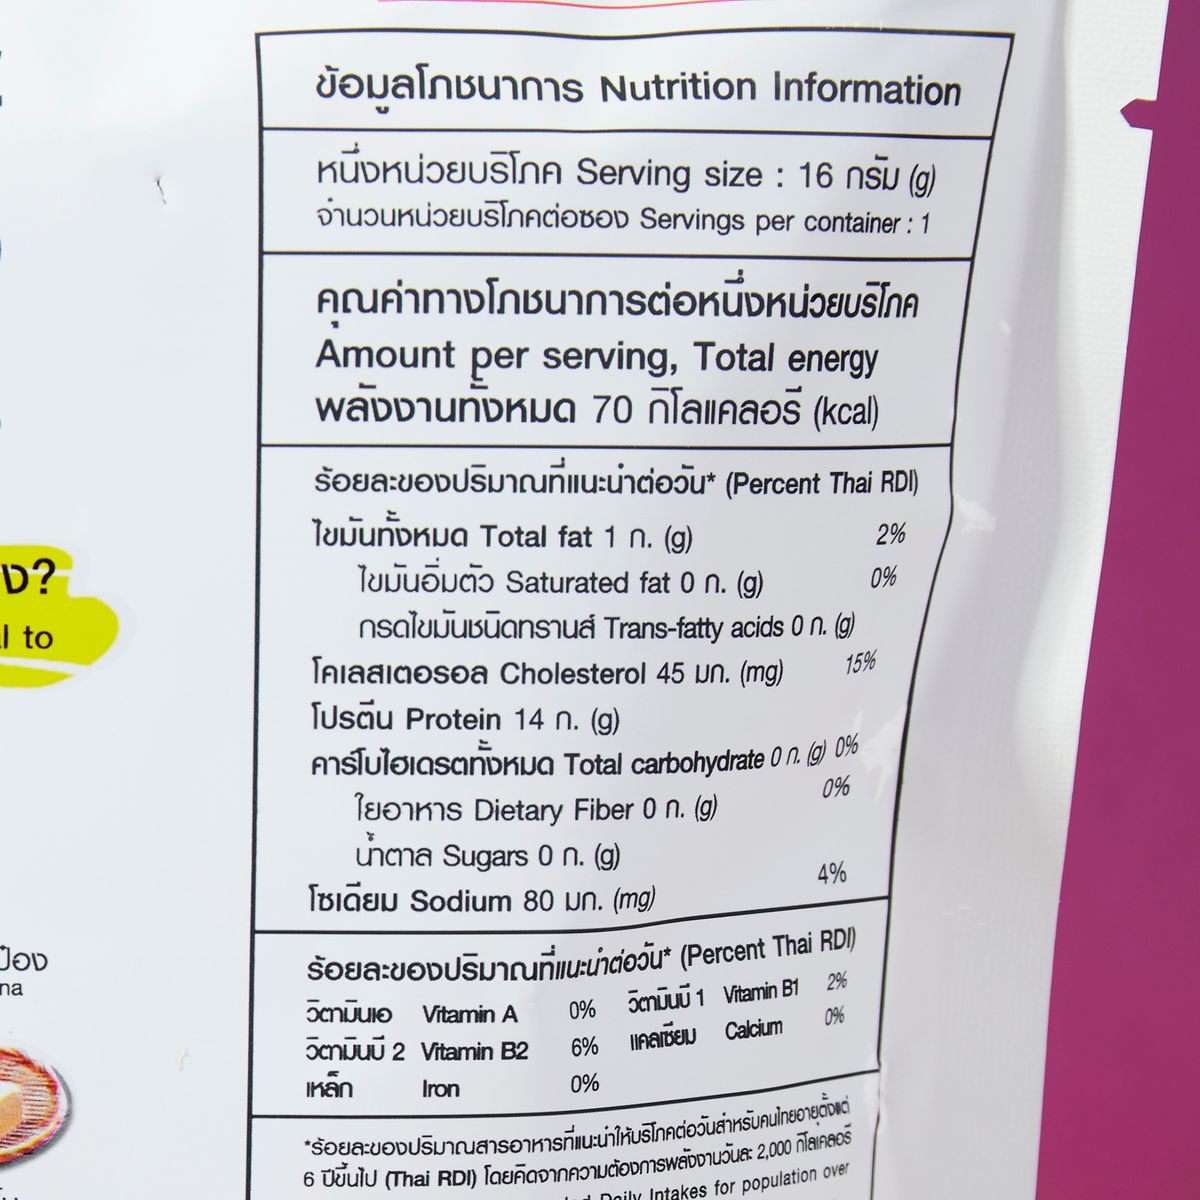 ข้อมูลโภชนาการ Nutrition Information
หนึ่งหน่วยบริโภค Serving size : 16 กรัม (g)
จำนวนหน่วยบริโภคต่อซอง Servings per container : 1
คุณค่าทางโภชนาการต่อหนึ่งหน่วยบริโภค
Amount per serving, Total energy
พลังงานทั้งหมด 70 กิโลแคลอรี (kcal)
ร้อยละของปริมาณที่แนะนำต่อวัน* (Percent Thai RDI)
ไขมันทั้งหมด Total fat 1 ก. (g) 2%
ไขมันอิ่มตัว Saturated fat 0 ก. (g) 0%
กรดไขมันชนิดทรานส์ Trans-fatty acids 0 ก. (g)
โคเลสเตอรอล Cholesterol 45 มก. (mg) 15%
โปรตีน Protein 14 ก. (g)
คาร์โบไฮเดรตทั้งหมด Total carbohydrate 0 ก. (g) 0%
ใยอาหาร Dietary Fiber 0 ก. (g) 0%
น้ำตาล Sugars 0 ก. (g)
โซเดียม Sodium 80 มก. (mg) 4%
ร้อยละของปริมาณที่แนะนำต่อวัน* (Percent Thai RDI)
วิตามินเอ Vitamin A 0% วิตามินบี 1 Vitamin B1 2%
วิตามินบี 2 Vitamin B2 6% แคลเซียม Calcium 0%
เหล็ก Iron 0%
*ร้อยละของปริมาณสารอาหารที่แนะนำให้บริโภคต่อวันสำหรับคนไทยอายุตั้งแต่
6 ปีขึ้นไป (Thai RDI) โดยคิดจากความต้องการพลังงานวันละ 2,000 กิโลแคลอรี
Daily Intakes for population over
ง?
to
na